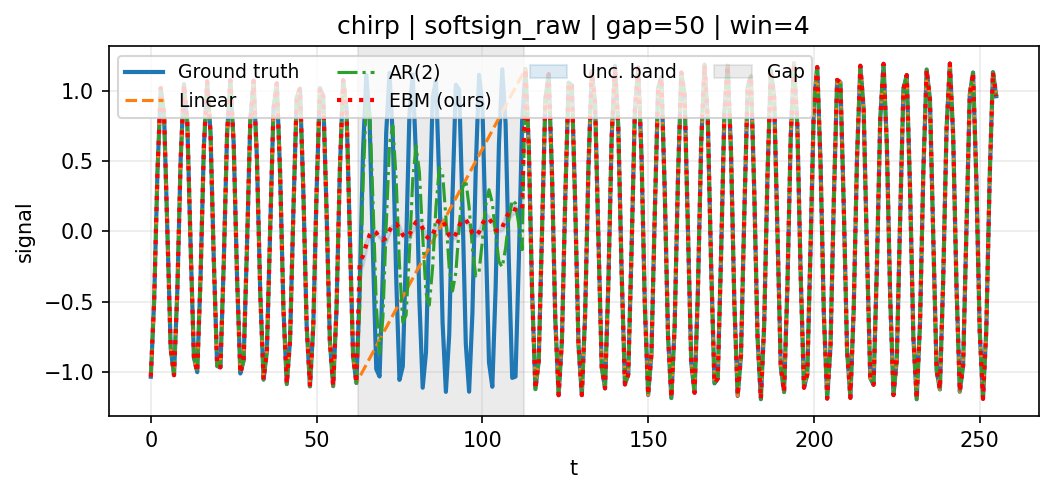 chirp | softsign_raw | gap=50 | win=4
Ground truth
Linear
AR(2)
EBM (ours)
Unc. band
Gap
signal
1.0
0.5
0.0
−0.5
−1.0
0 50 100 150 200 250
t